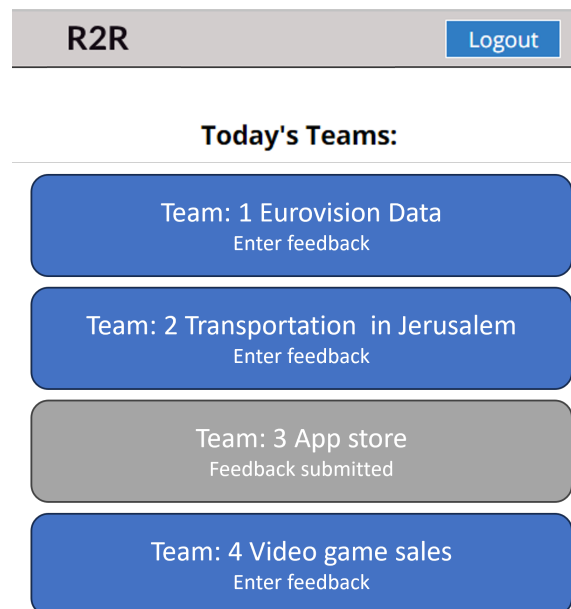 R2R
Logout
Today's Teams:
Team: 1 Eurovision Data
Enter feedback
Team: 2 Transportation  in Jerusalem
Enter feedback
Team: 3 App store
Feedback submitted
Team: 4 Video game sales
Enter feedback